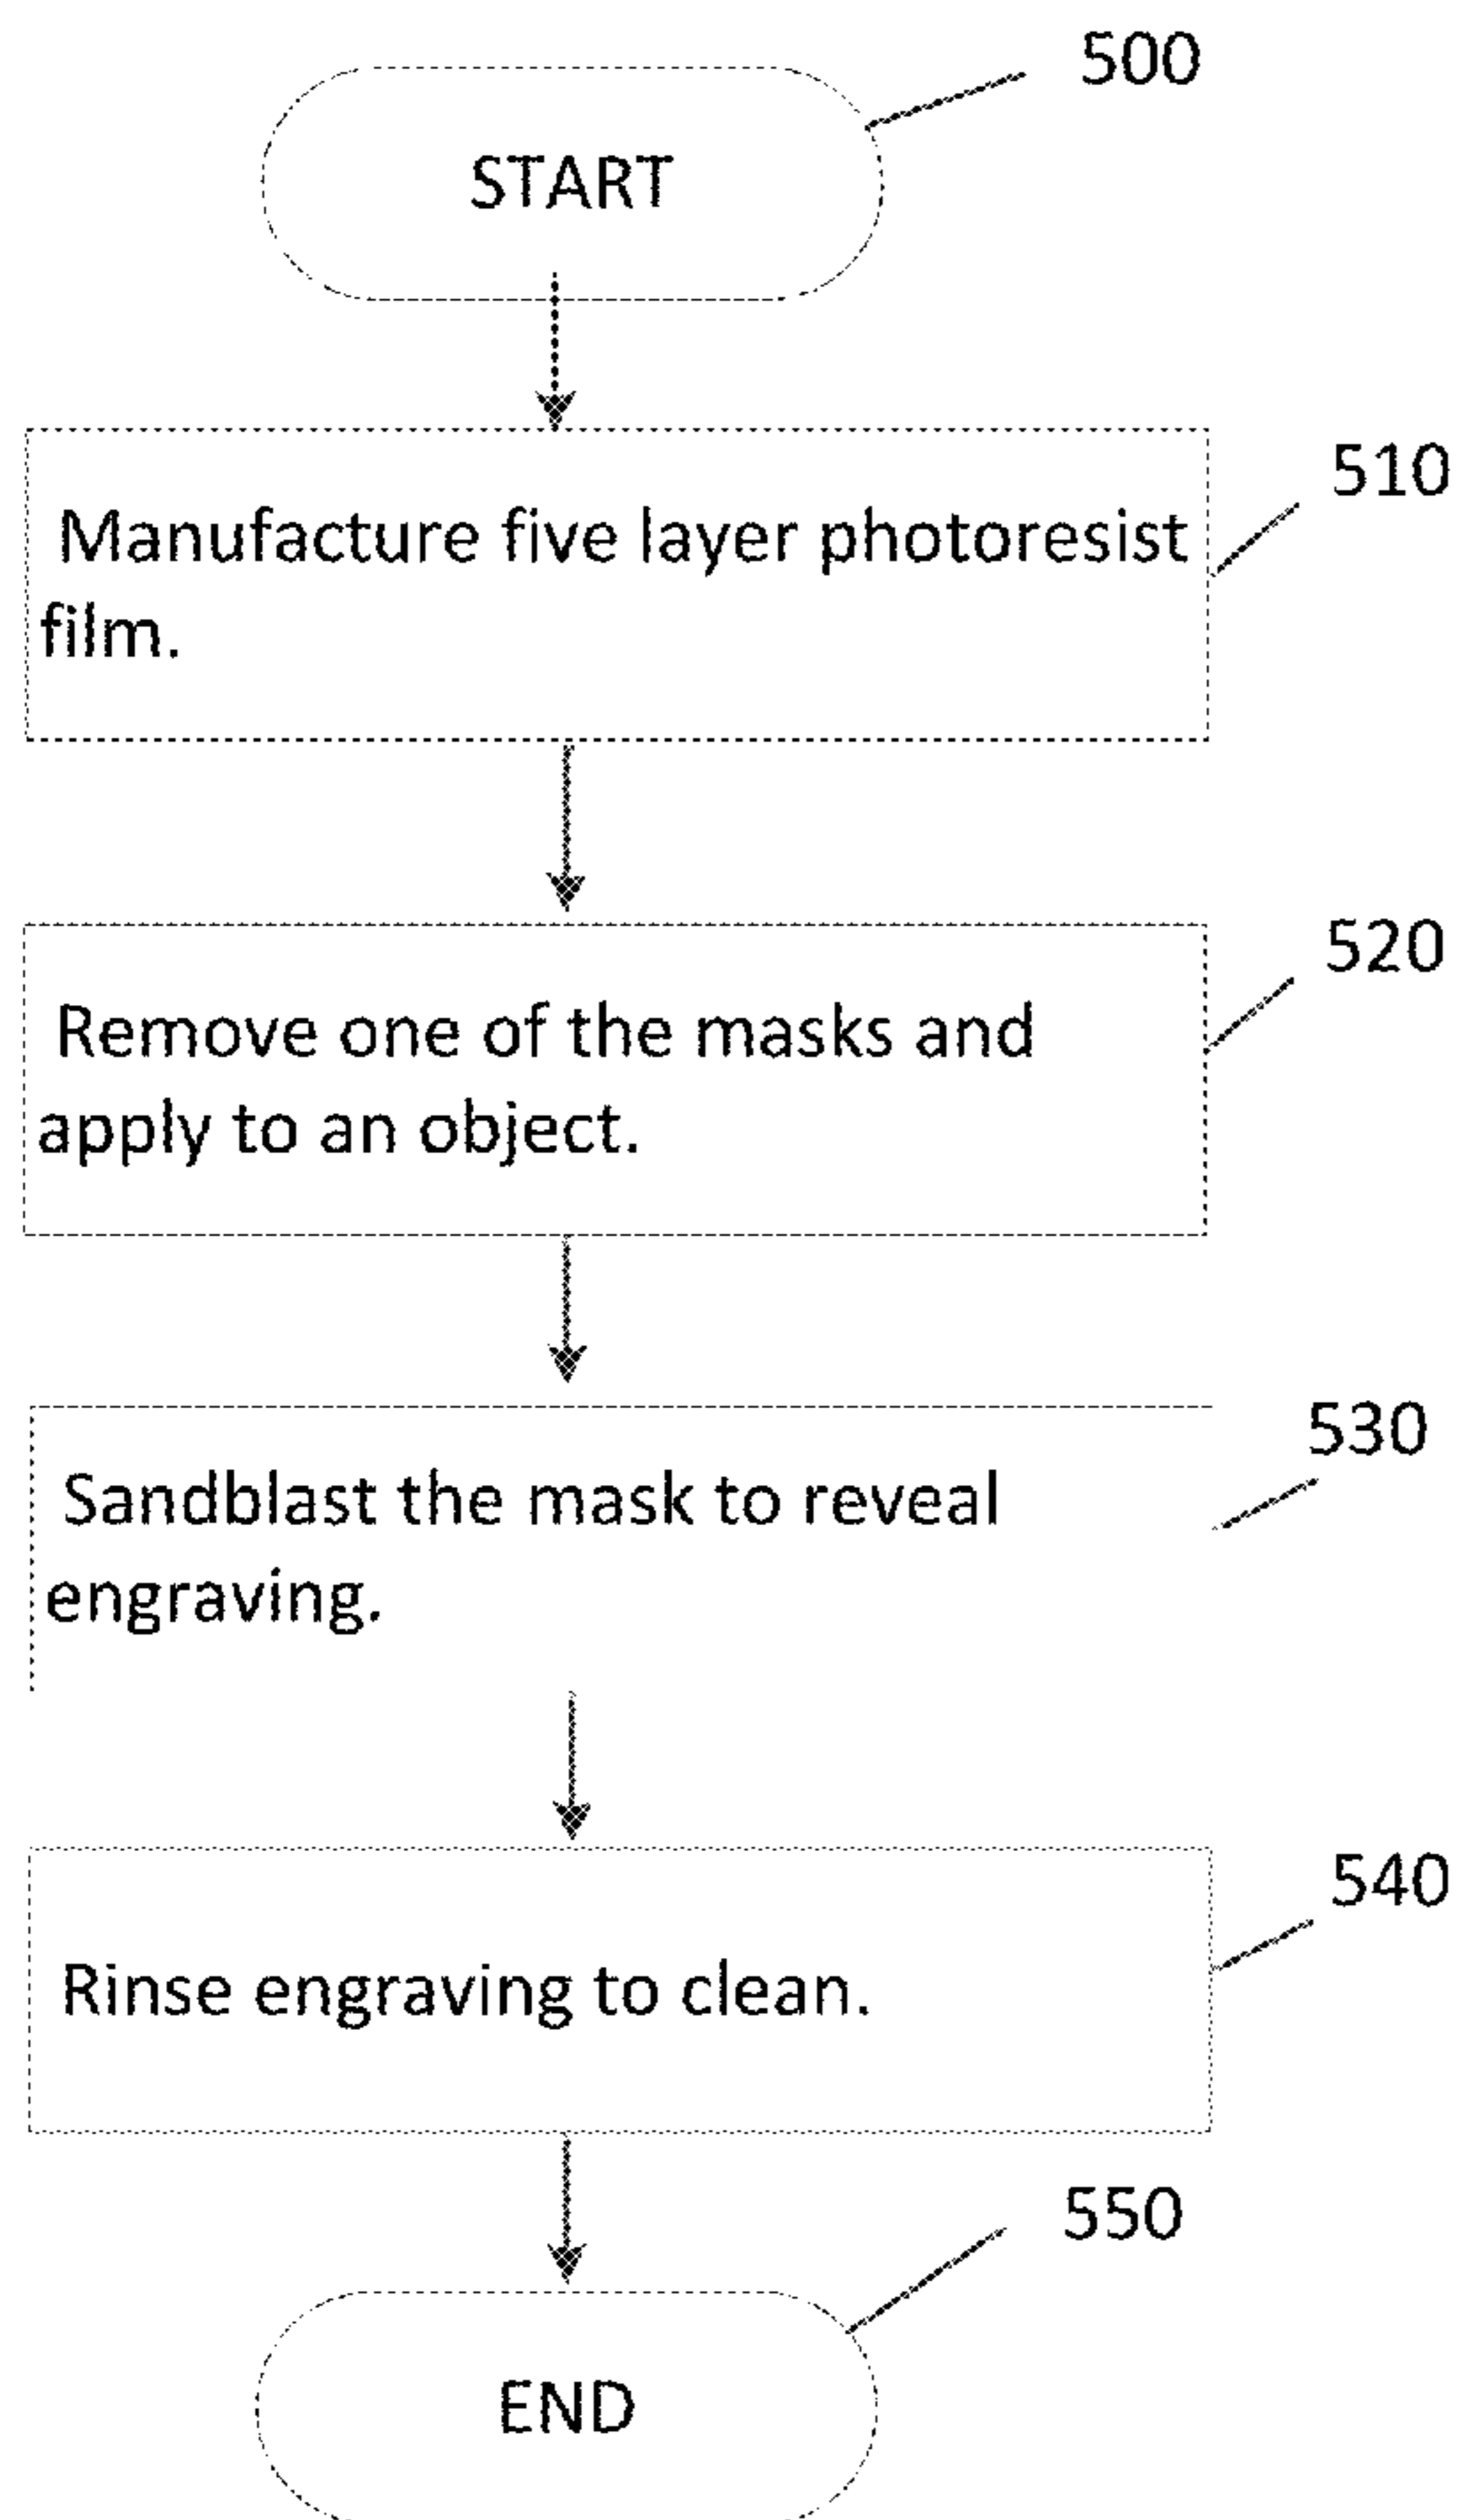 500
START
510
Manufacture five layer photoresist
film.
520
Remove one of the masks and
apply to an object.
530
Sandblast the mask to reveal
engraving.
540
Rinse engraving to clean.
550
END